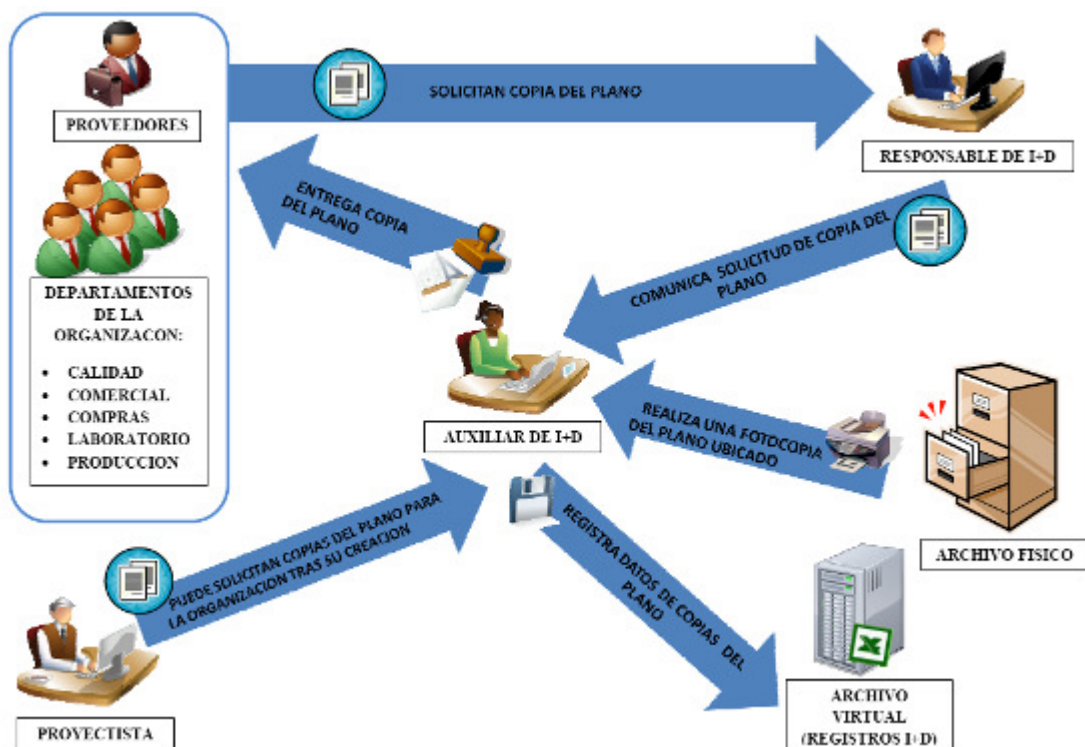 PROVEEDORES
SOLICITAN COPIA DEL PLANO
RESPONSABLE DE I+D
ENTREGA COPIA
DEL PLANO
COMUNICA SOLICITUD DE COPIA DEL
PLANO
DEPARTAMENTOS
DE LA
ORGANIZACON:
• CALIDAD
• COMERCIAL
• COMPRAS
• LABORATORIO
• PRODUCCION
AUXILIAR DE I+D
REALIZA UNA FOTOCOPIA
DEL PLANO UBICADO
ARCHIVO FISICO
PUEDE SOLICITAN COPIAS DEL PLANO PARA
LA ORGANIZACION TRAS SU CREACION
REGISTRA DATOS DE COPIAS DEL
PLANO
PROYECTISTA
ARCHIVO
VIRTUAL
(REGISTROS I+D)